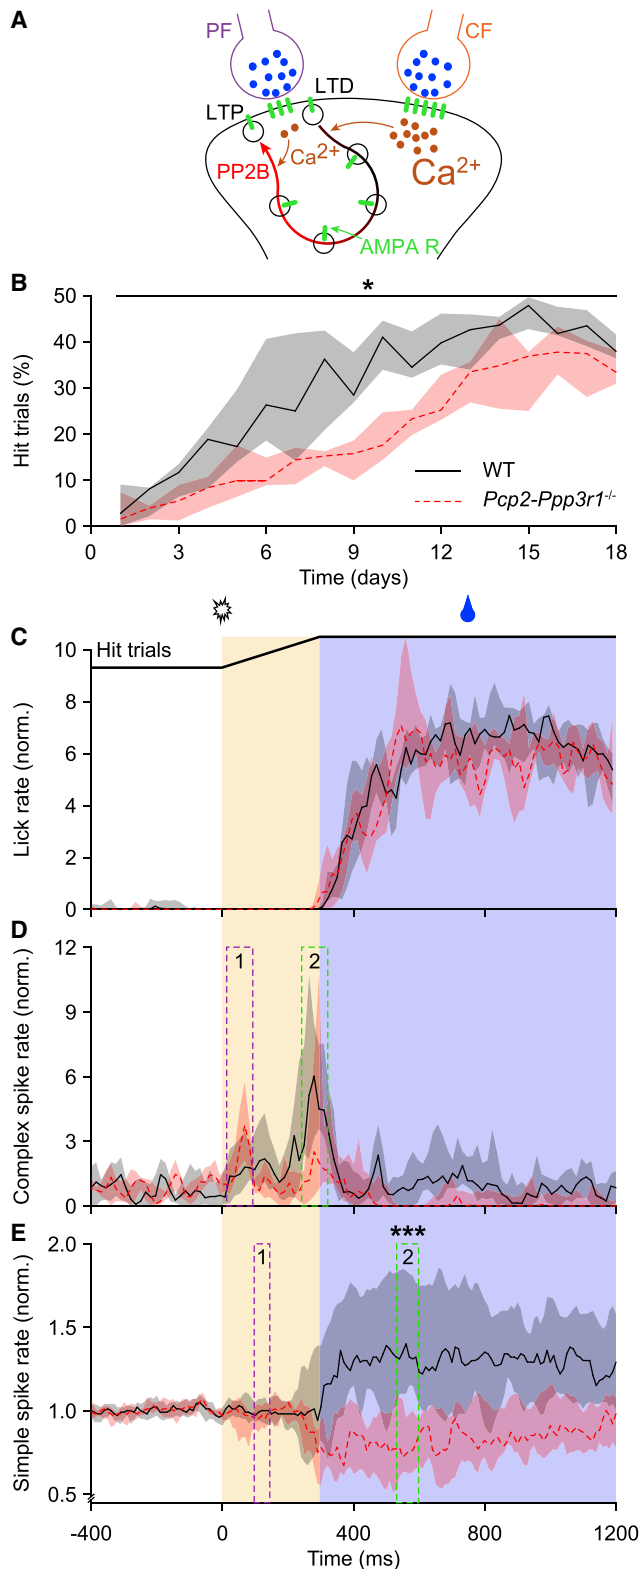 A
PF
CF
LTD
LTP
Ca2+
PP2B
Ca2+
AMPA R
B
*
Hit trials (%)
50
40
30
20
10
0
WT
Pcp2-Ppp3r1-/-
0 3 6 9 12 15 18
Time (days)
C
Hit trials
Lick rate (norm.)
10
8
6
4
2
0
D
Complex spike rate (norm.)
12
9
6
3
0
1 2
E
***
Simple spike rate (norm.)
2.0
1.5
1.0
0.5
1 2
-400 0 400 800 1200
Time (ms)